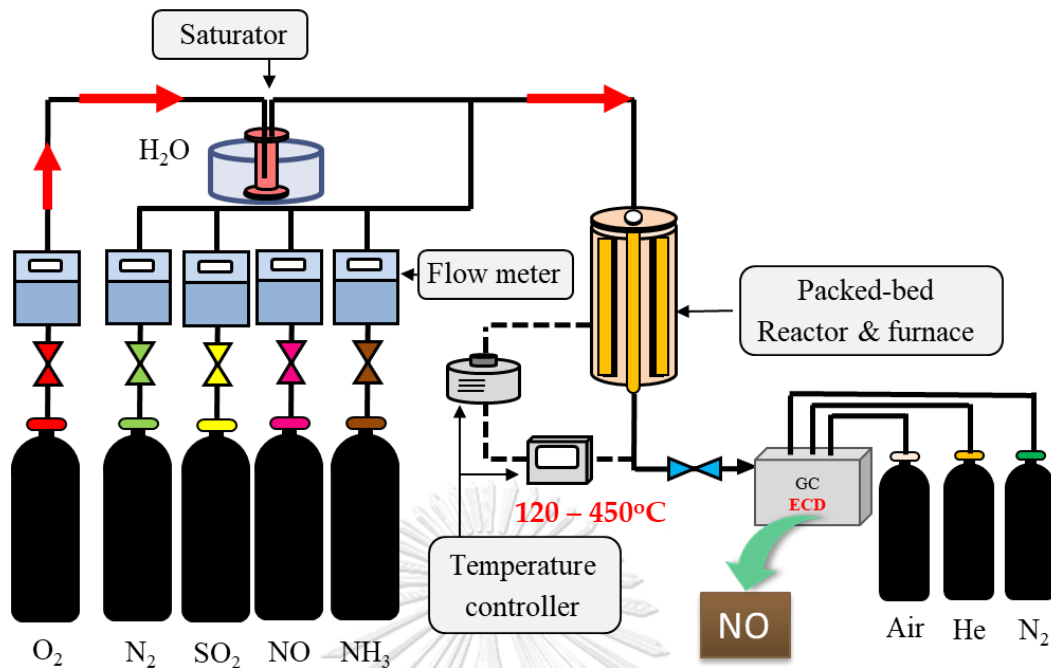 Saturator
H₂O
Flow meter
Packed-bed
Reactor & furnace
GC
ECD
120 – 450°C
Temperature
controller
NO
O₂ N₂ SO₂ NO NH₃
Air He N₂